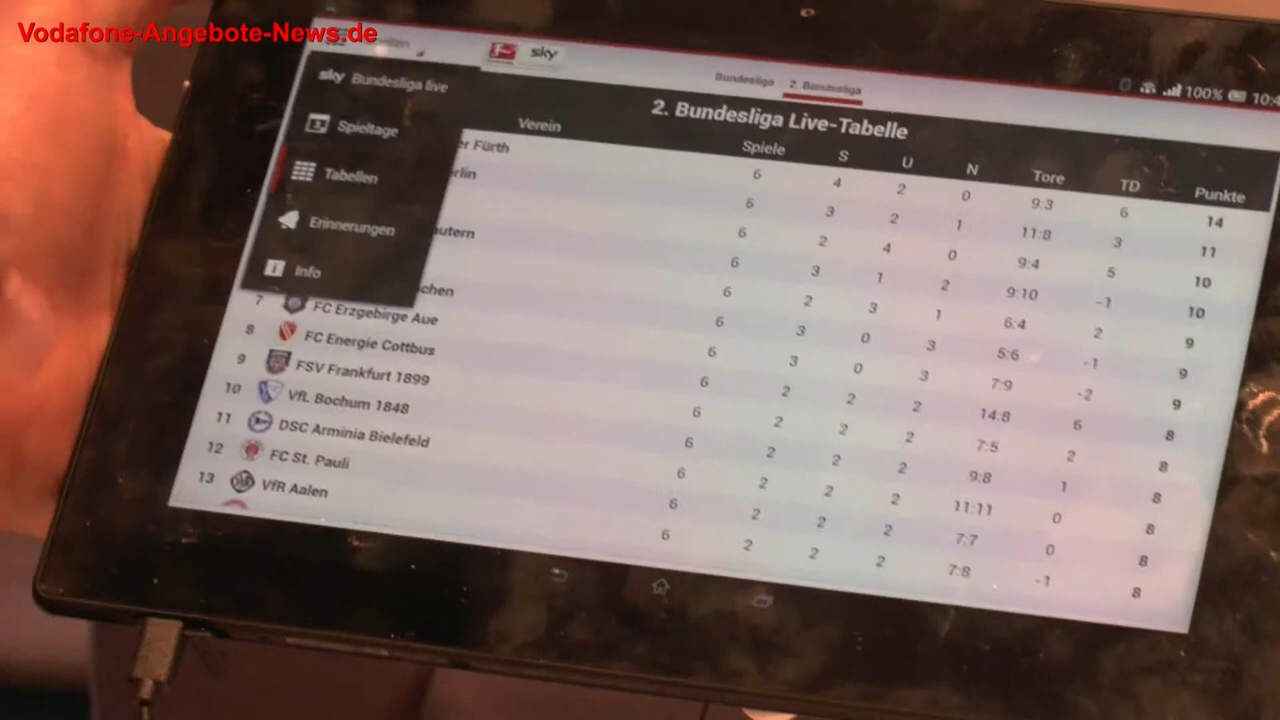 Vodafone-Angebote-News.de
sky
100%
Bundesliga 2. Bundesliga
sky Bundesliga live
Spieltage
Tabellen
Erinnerungen
Info
2. Bundesliga Live-Tabelle
Verein Spiele S U N Tore TD Punkte
er Fürth 6 4 2 0 9:3 6 14
rlin 6 3 2 1 11:8 3 11
6 2 4 0 9:4 5 10
autern 6 3 1 2 9:10 -1 10
6 2 3 1 6:4 2 9
chen 6 3 0 3 5:6 -1 9
7 FC Erzgebirge Aue 6 3 0 3 7:9 -2 9
8 FC Energie Cottbus 6 2 2 2 14:8 6 8
9 FSV Frankfurt 1899 6 2 2 2 7:5 2 8
10 VfL Bochum 1848 6 2 2 2 9:8 1 8
11 DSC Arminia Bielefeld 6 2 2 2 11:11 0 8
12 FC St. Pauli 6 2 2 2 7:7 0 8
13 VfR Aalen 6 2 2 2 7:8 -1 8